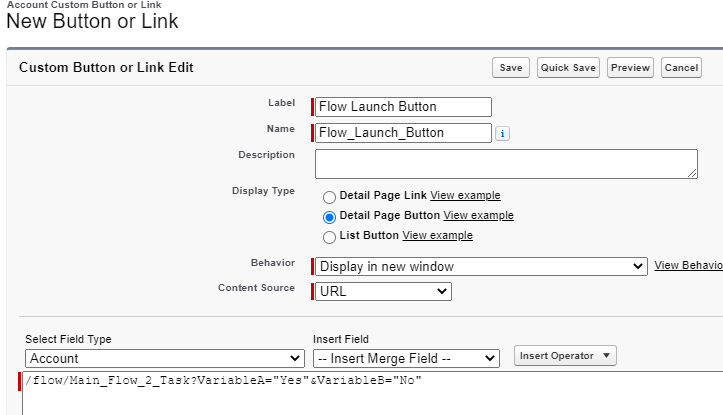 Account Custom Button or Link
New Button or Link
Custom Button or Link Edit
Save
Quick Save
Preview
Cancel
Label
Flow Launch Button
Name
Flow_Launch_Button
i
Description
Display Type
Detail Page Link View example
Detail Page Button View example
List Button View example
Behavior
Display in new window
View Behavio
Content Source
URL
Select Field Type
Insert Field
Account
-- Insert Merge Field --
Insert Operator
/flow/Main_Flow_2_Task?VariableA="Yes"&VariableB="No"